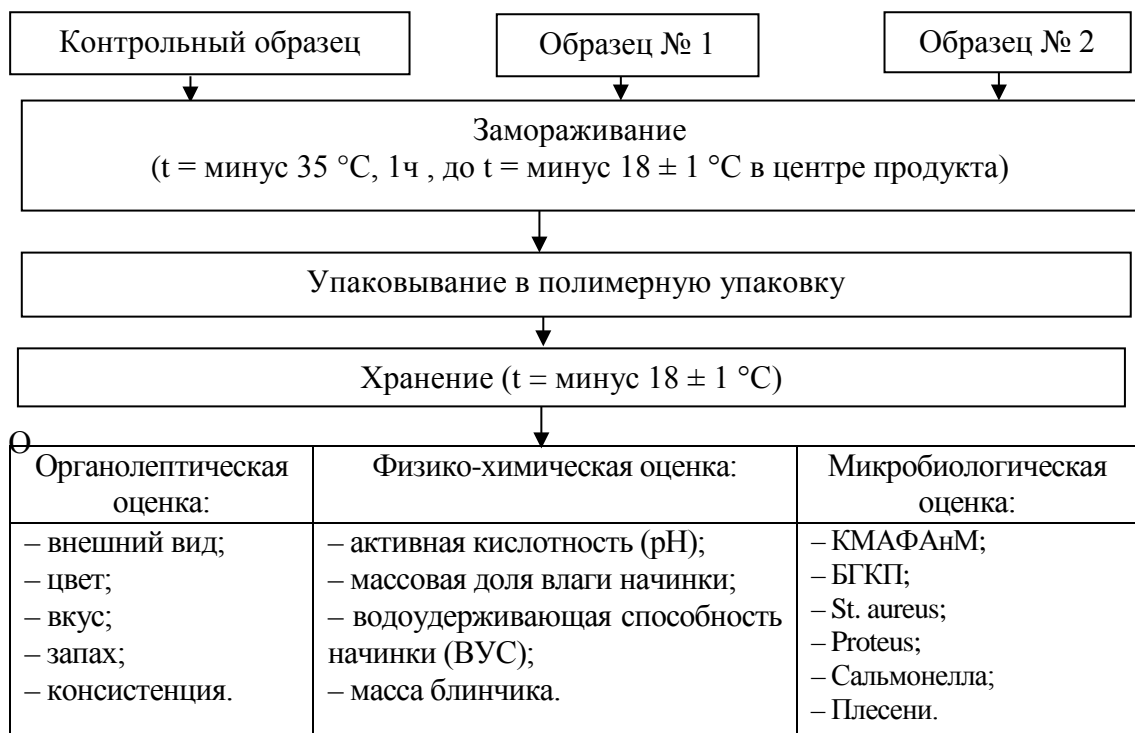 Контрольный образец
Образец № 1
Образец № 2
Замораживание
(t = минус 35 °С, 1ч , до t = минус 18 ± 1 °С в центре продукта)
Упаковывание в полимерную упаковку
Хранение (t = минус 18 ± 1 °С)
О
Органолептическая
оценка:
– внешний вид;
– цвет;
– вкус;
– запах;
– консистенция.
Физико-химическая оценка:
– активная кислотность (рН);
– массовая доля влаги начинки;
– водоудерживающая способность
начинки (ВУС);
– масса блинчика.
Микробиологическая
оценка:
– КМАФАнМ;
– БГКП;
– St. aureus;
– Proteus;
– Сальмонелла;
– Плесени.